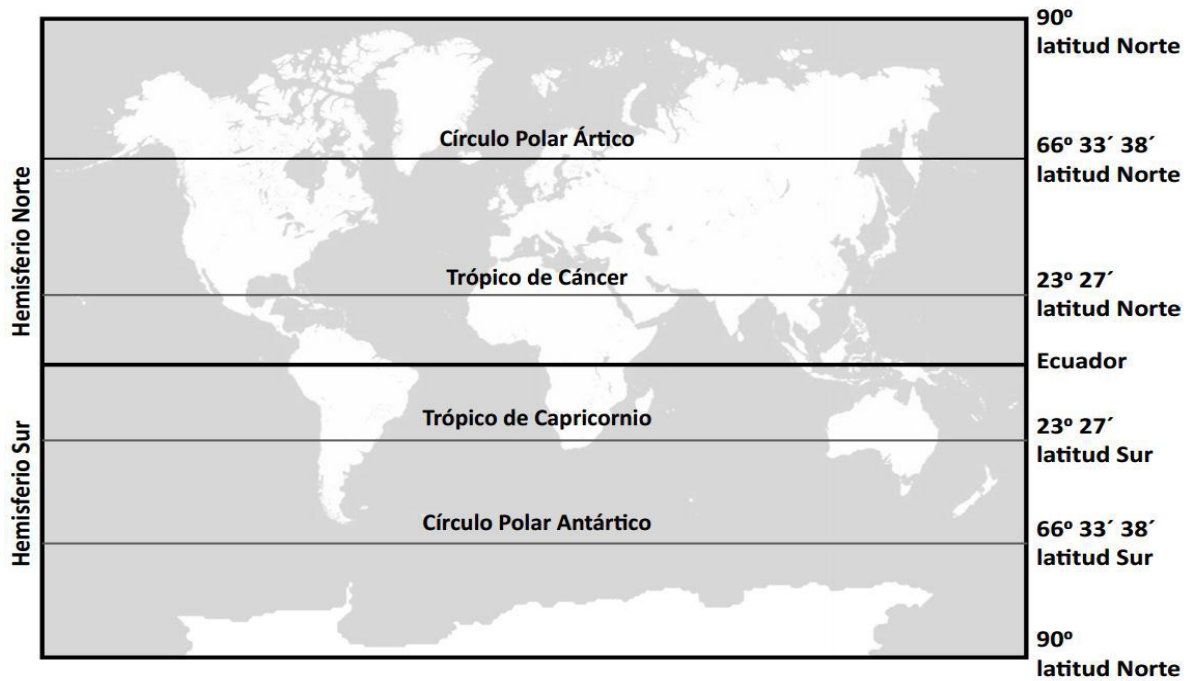 90º
latitud Norte
Círculo Polar Ártico
66º 33´ 38´
latitud Norte
Hemisferio Norte
Trópico de Cáncer
23º 27´
latitud Norte
Ecuador
Hemisferio Sur
Trópico de Capricornio
23º 27´
latitud Sur
Círculo Polar Antártico
66º 33´ 38´
latitud Sur
90º
latitud Norte